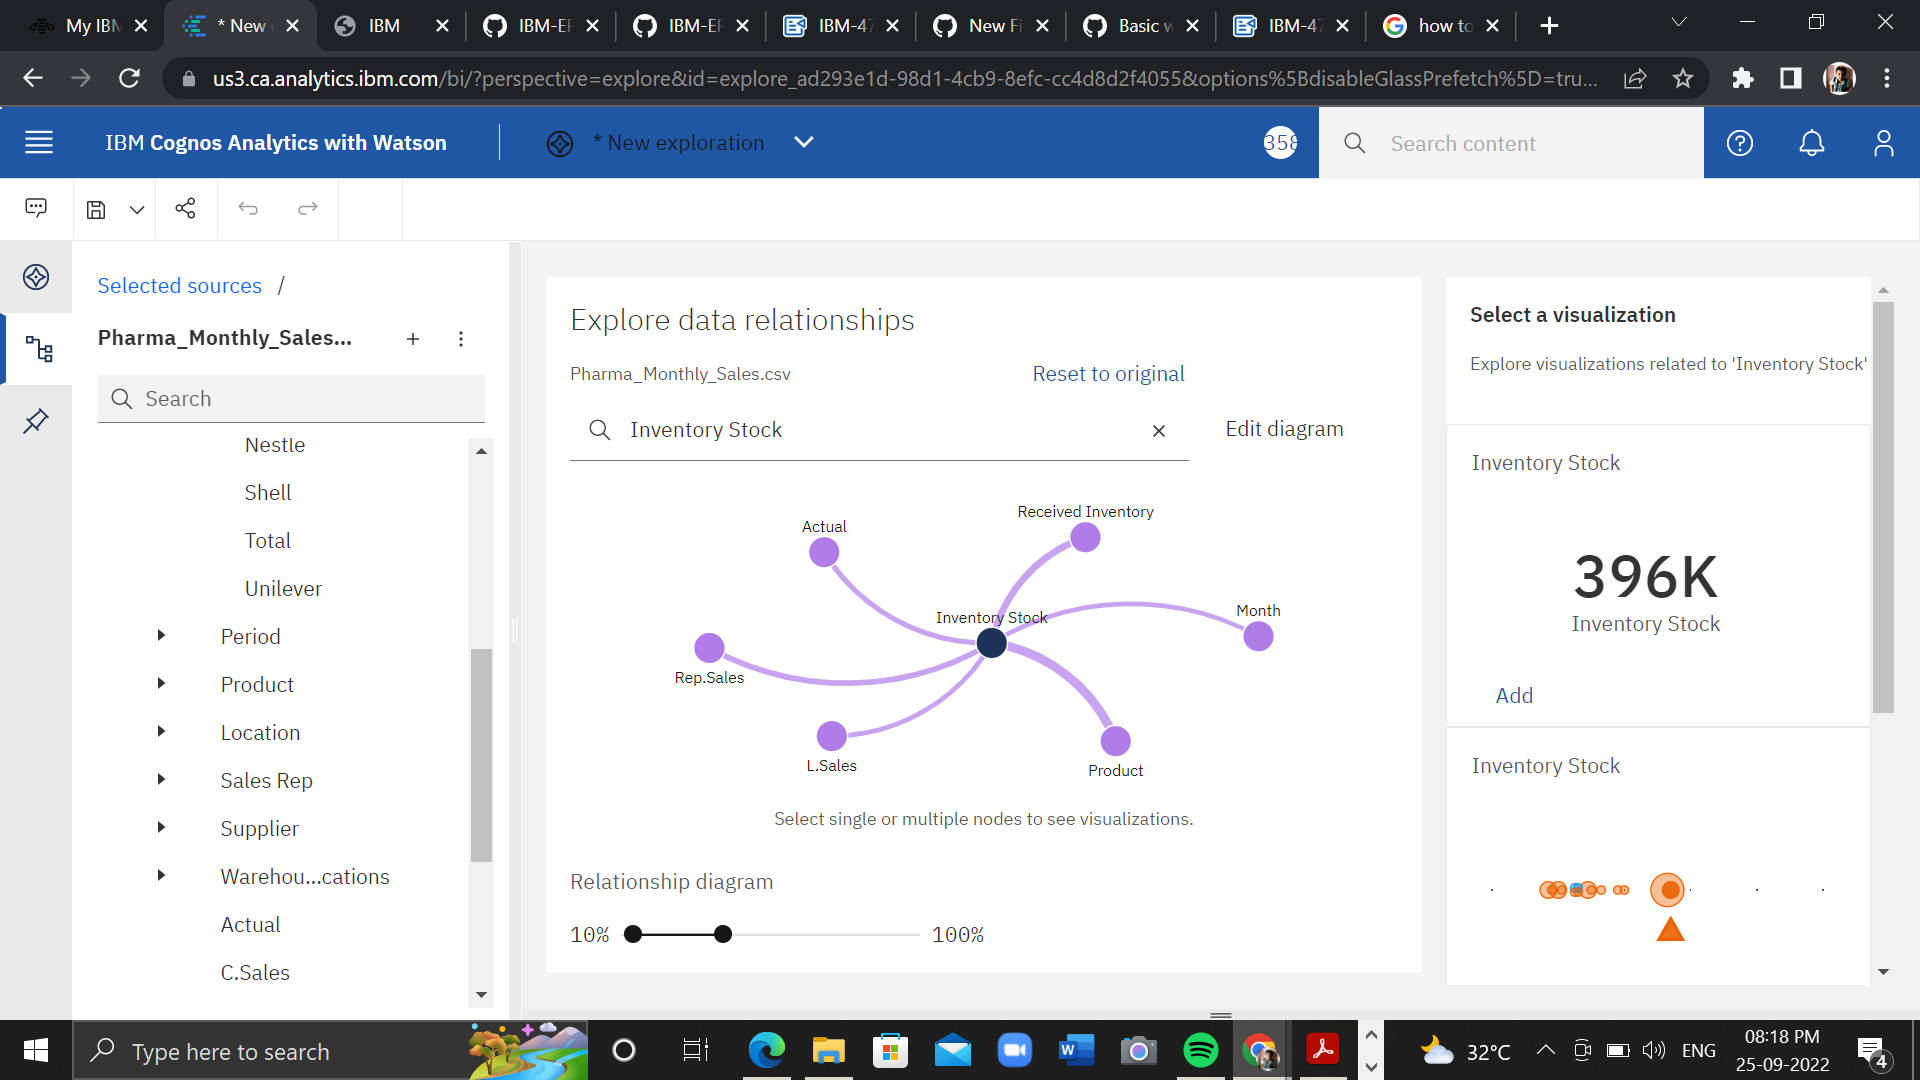 My IBM
* New e
IBM
IBM-EP
IBM-EP
IBM-47
New Fi
Basic w
IBM-47
how to
us3.ca.analytics.ibm.com/bi/?perspective=explore&id=explore_ad293e1d-98d1-4cb9-8efc-cc4d8d2f4055&options%5BdisableGlassPrefetch%5D=tru...
IBM Cognos Analytics with Watson
* New exploration
358
Search content
Selected sources /
Pharma_Monthly_Sales...
Search
Nestle
Shell
Total
Unilever
Period
Product
Location
Sales Rep
Supplier
Warehou...cations
Actual
C.Sales
Explore data relationships
Pharma_Monthly_Sales.csv
Reset to original
Inventory Stock
Edit diagram
Received Inventory
Actual
Month
Inventory Stock
Rep.Sales
L.Sales
Product
Select single or multiple nodes to see visualizations.
Relationship diagram
10%
100%
Select a visualization
Explore visualizations related to 'Inventory Stock'
Inventory Stock
396K
Inventory Stock
Add
Inventory Stock
Type here to search
32°C
ENG
08:18 PM
25-09-2022
4